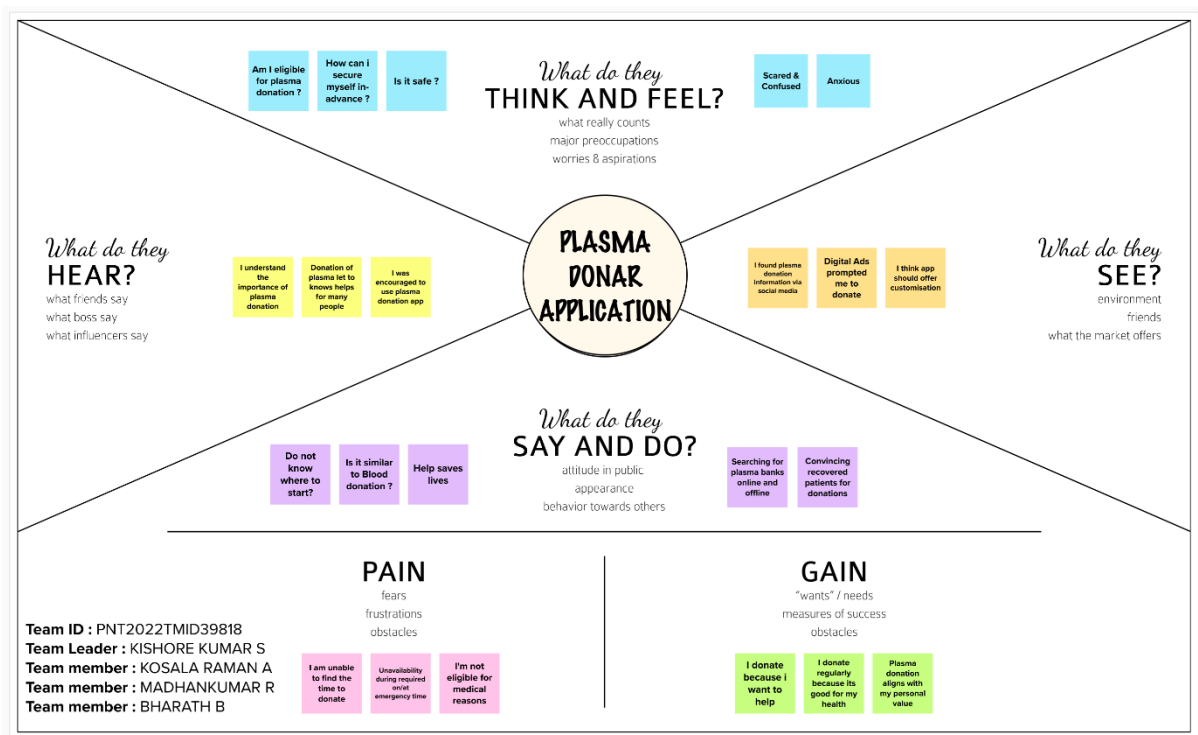 Am I eligible
for plasma
donation ?
How can i
secure
myself in-
advance ?
Is it safe ?
What do they
THINK AND FEEL?
what really counts
major preoccupations
worries & aspirations
Scared &
Confused
Anxious
What do they
HEAR?
what friends say
what boss say
what influencers say
I understand
the
importance of
plasma
donation
Donation of
plasma let to
knows helps
for many
people
I was
encouraged to
use plasma
donation app
PLASMA
DONAR
APPLICATION
I found plasma
donation
information via
social media
Digital Ads
prompted
me to
donate
I think app
should offer
customisation
What do they
SEE?
environment
friends
what the market offers
What do they
SAY AND DO?
attitude in public
appearance
behavior towards others
Do not
know
where to
start?
Is it similar
to Blood
donation ?
Help saves
lives
Searching for
plasma banks
online and
offline
Convincing
recovered
patients for
donations
PAIN
fears
frustrations
obstacles
I am unable
to find the
time to
donate
Unavailability
during required
on/at
emergency time
I'm not
eligible for
medical
reasons
GAIN
"wants" / needs
measures of success
obstacles
I donate
because i
want to
help
I donate
regularly
because its
good for my
health
Plasma
donation
aligns with
my personal
value
Team ID : PNT2022TMID39818
Team Leader : KISHORE KUMAR S
Team member : KOSALA RAMAN A
Team member : MADHANKUMAR R
Team member : BHARATH B